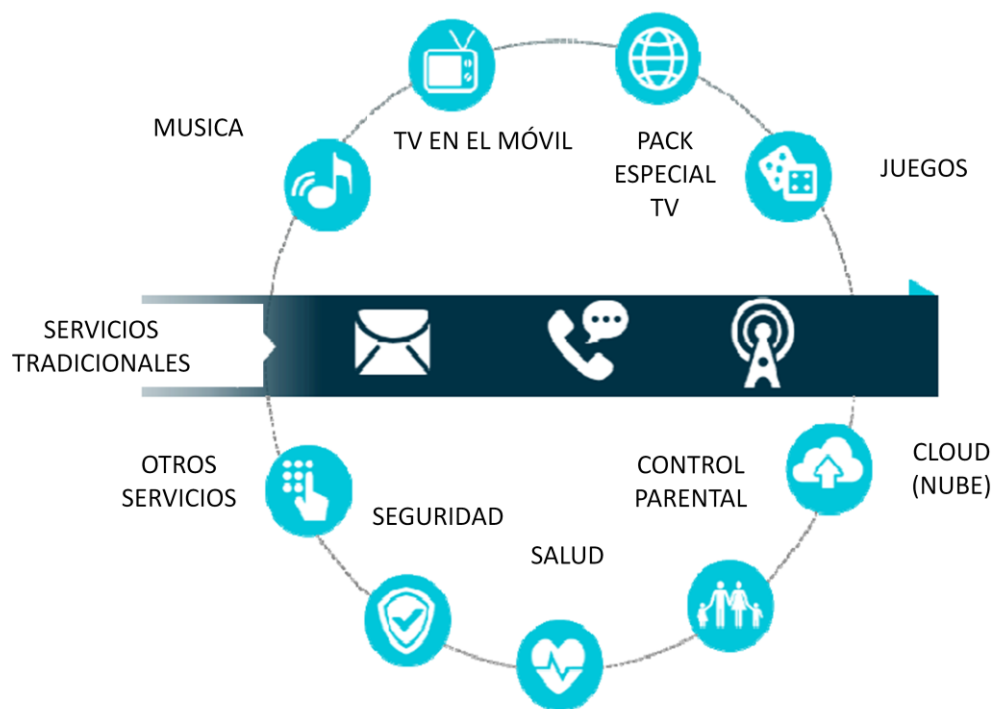 MUSICA
TV EN EL MÓVIL
PACK
ESPECIAL
TV
JUEGOS
SERVICIOS
TRADICIONALES
OTROS
SERVICIOS
SEGURIDAD
SALUD
CONTROL
PARENTAL
CLOUD
(NUBE)